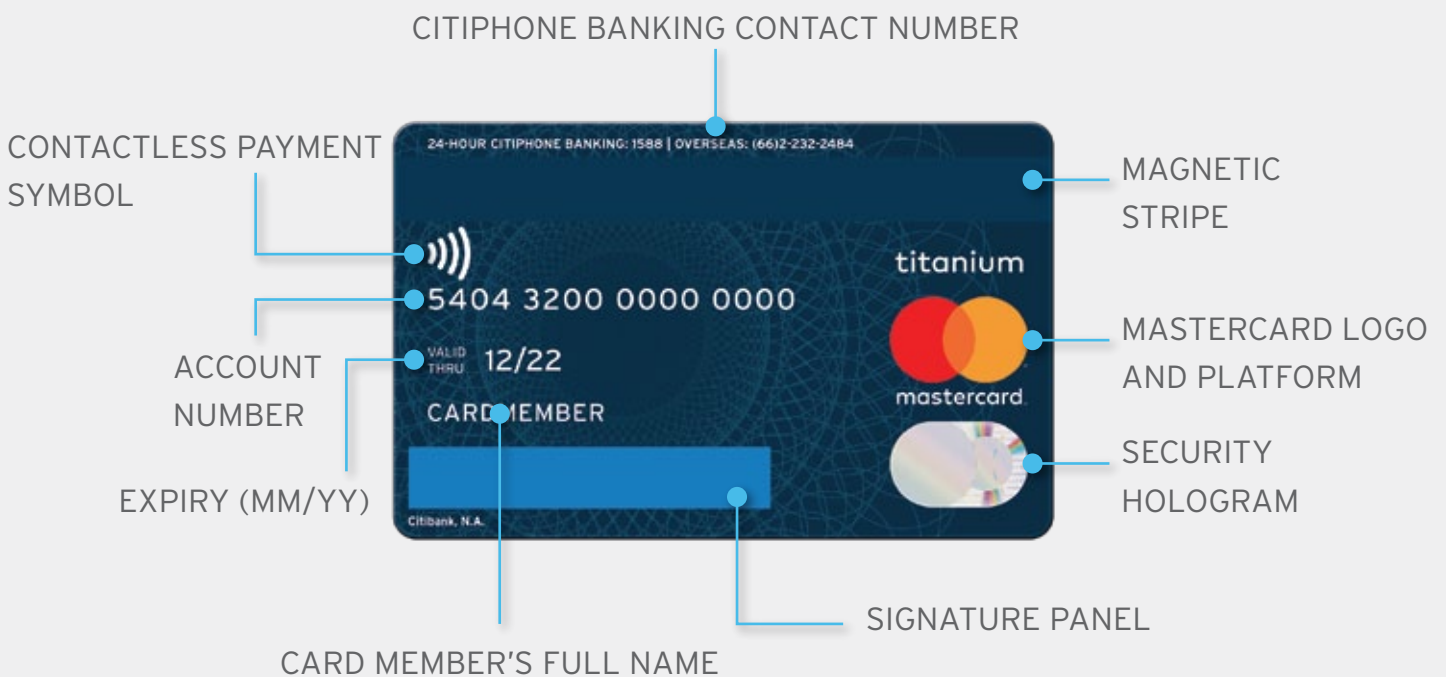 CITIPHONE BANKING CONTACT NUMBER
CONTACTLESS PAYMENT
SYMBOL
24-HOUR CITIPHONE BANKING: 1588 | OVERSEAS: (66)2-232-2484
MAGNETIC
STRIPE
titanium
5404 3200 0000 0000
ACCOUNT
NUMBER
VALID
THRU 12/22
mastercard
MASTERCARD LOGO
AND PLATFORM
CARDMEMBER
EXPIRY (MM/YY)
SECURITY
HOLOGRAM
Citibank, N.A.
SIGNATURE PANEL
CARD MEMBER'S FULL NAME